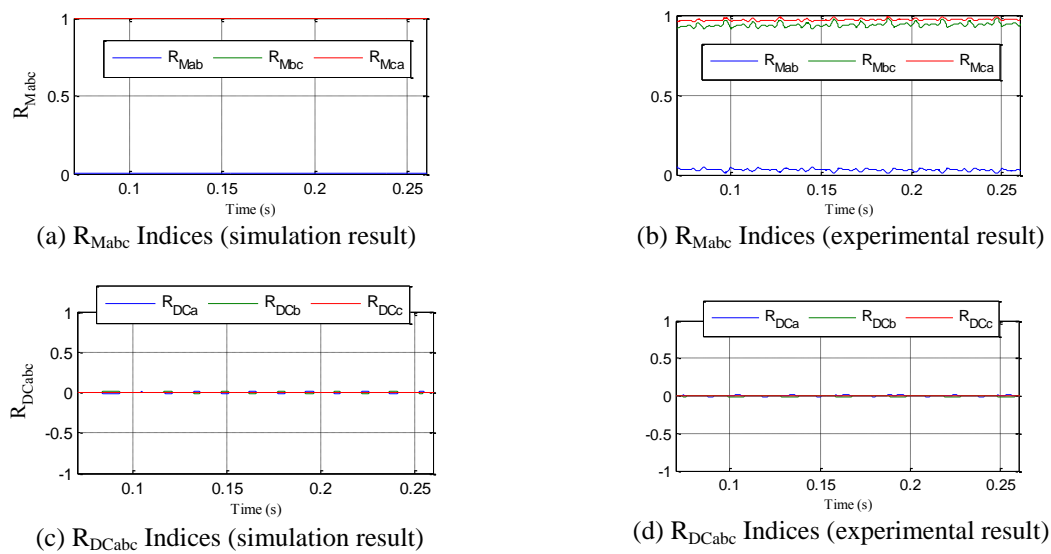 1
0.5
0
R_Mabc
R_Mab R_Mbc R_Mca
0.1 0.15 0.2 0.25
Time (s)
(a) R_Mabc Indices (simulation result)
1
0.5
0
R_Mab R_Mbc R_Mca
0.1 0.15 0.2 0.25
Time (s)
(b) R_Mabc Indices (experimental result)
R_DCa R_DCb R_DCc
1
0.5
0
-0.5
-1
R_DCabc
0.1 0.15 0.2 0.25
Time (s)
(c) R_DCabc Indices (simulation result)
R_DCa R_DCb R_DCc
1
0.5
0
-0.5
-1
0.1 0.15 0.2 0.25
Time (s)
(d) R_DCabc Indices (experimental result)